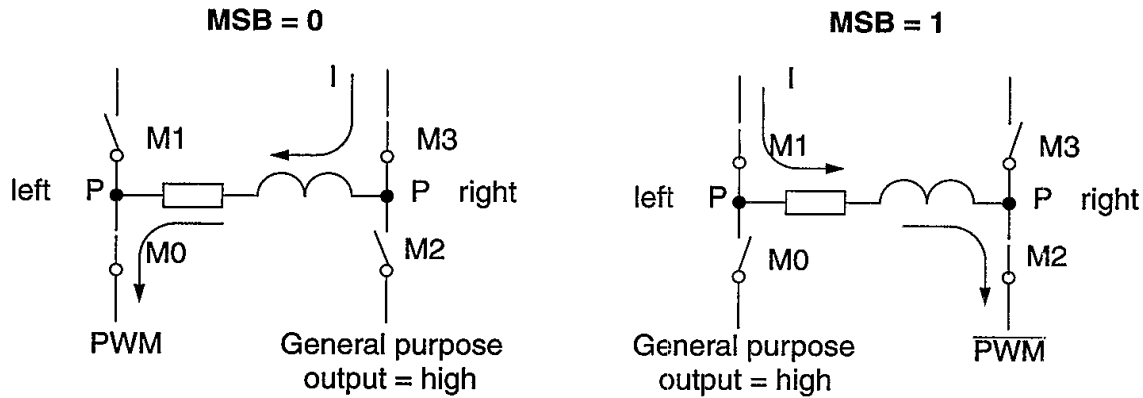 MSB = 0
I
M1
M3
left
P
P
right
M0
M2
PWM
General purpose
output = high
MSB = 1
I
M1
M3
left
P
P
right
M0
M2
General purpose
output = high
PWM